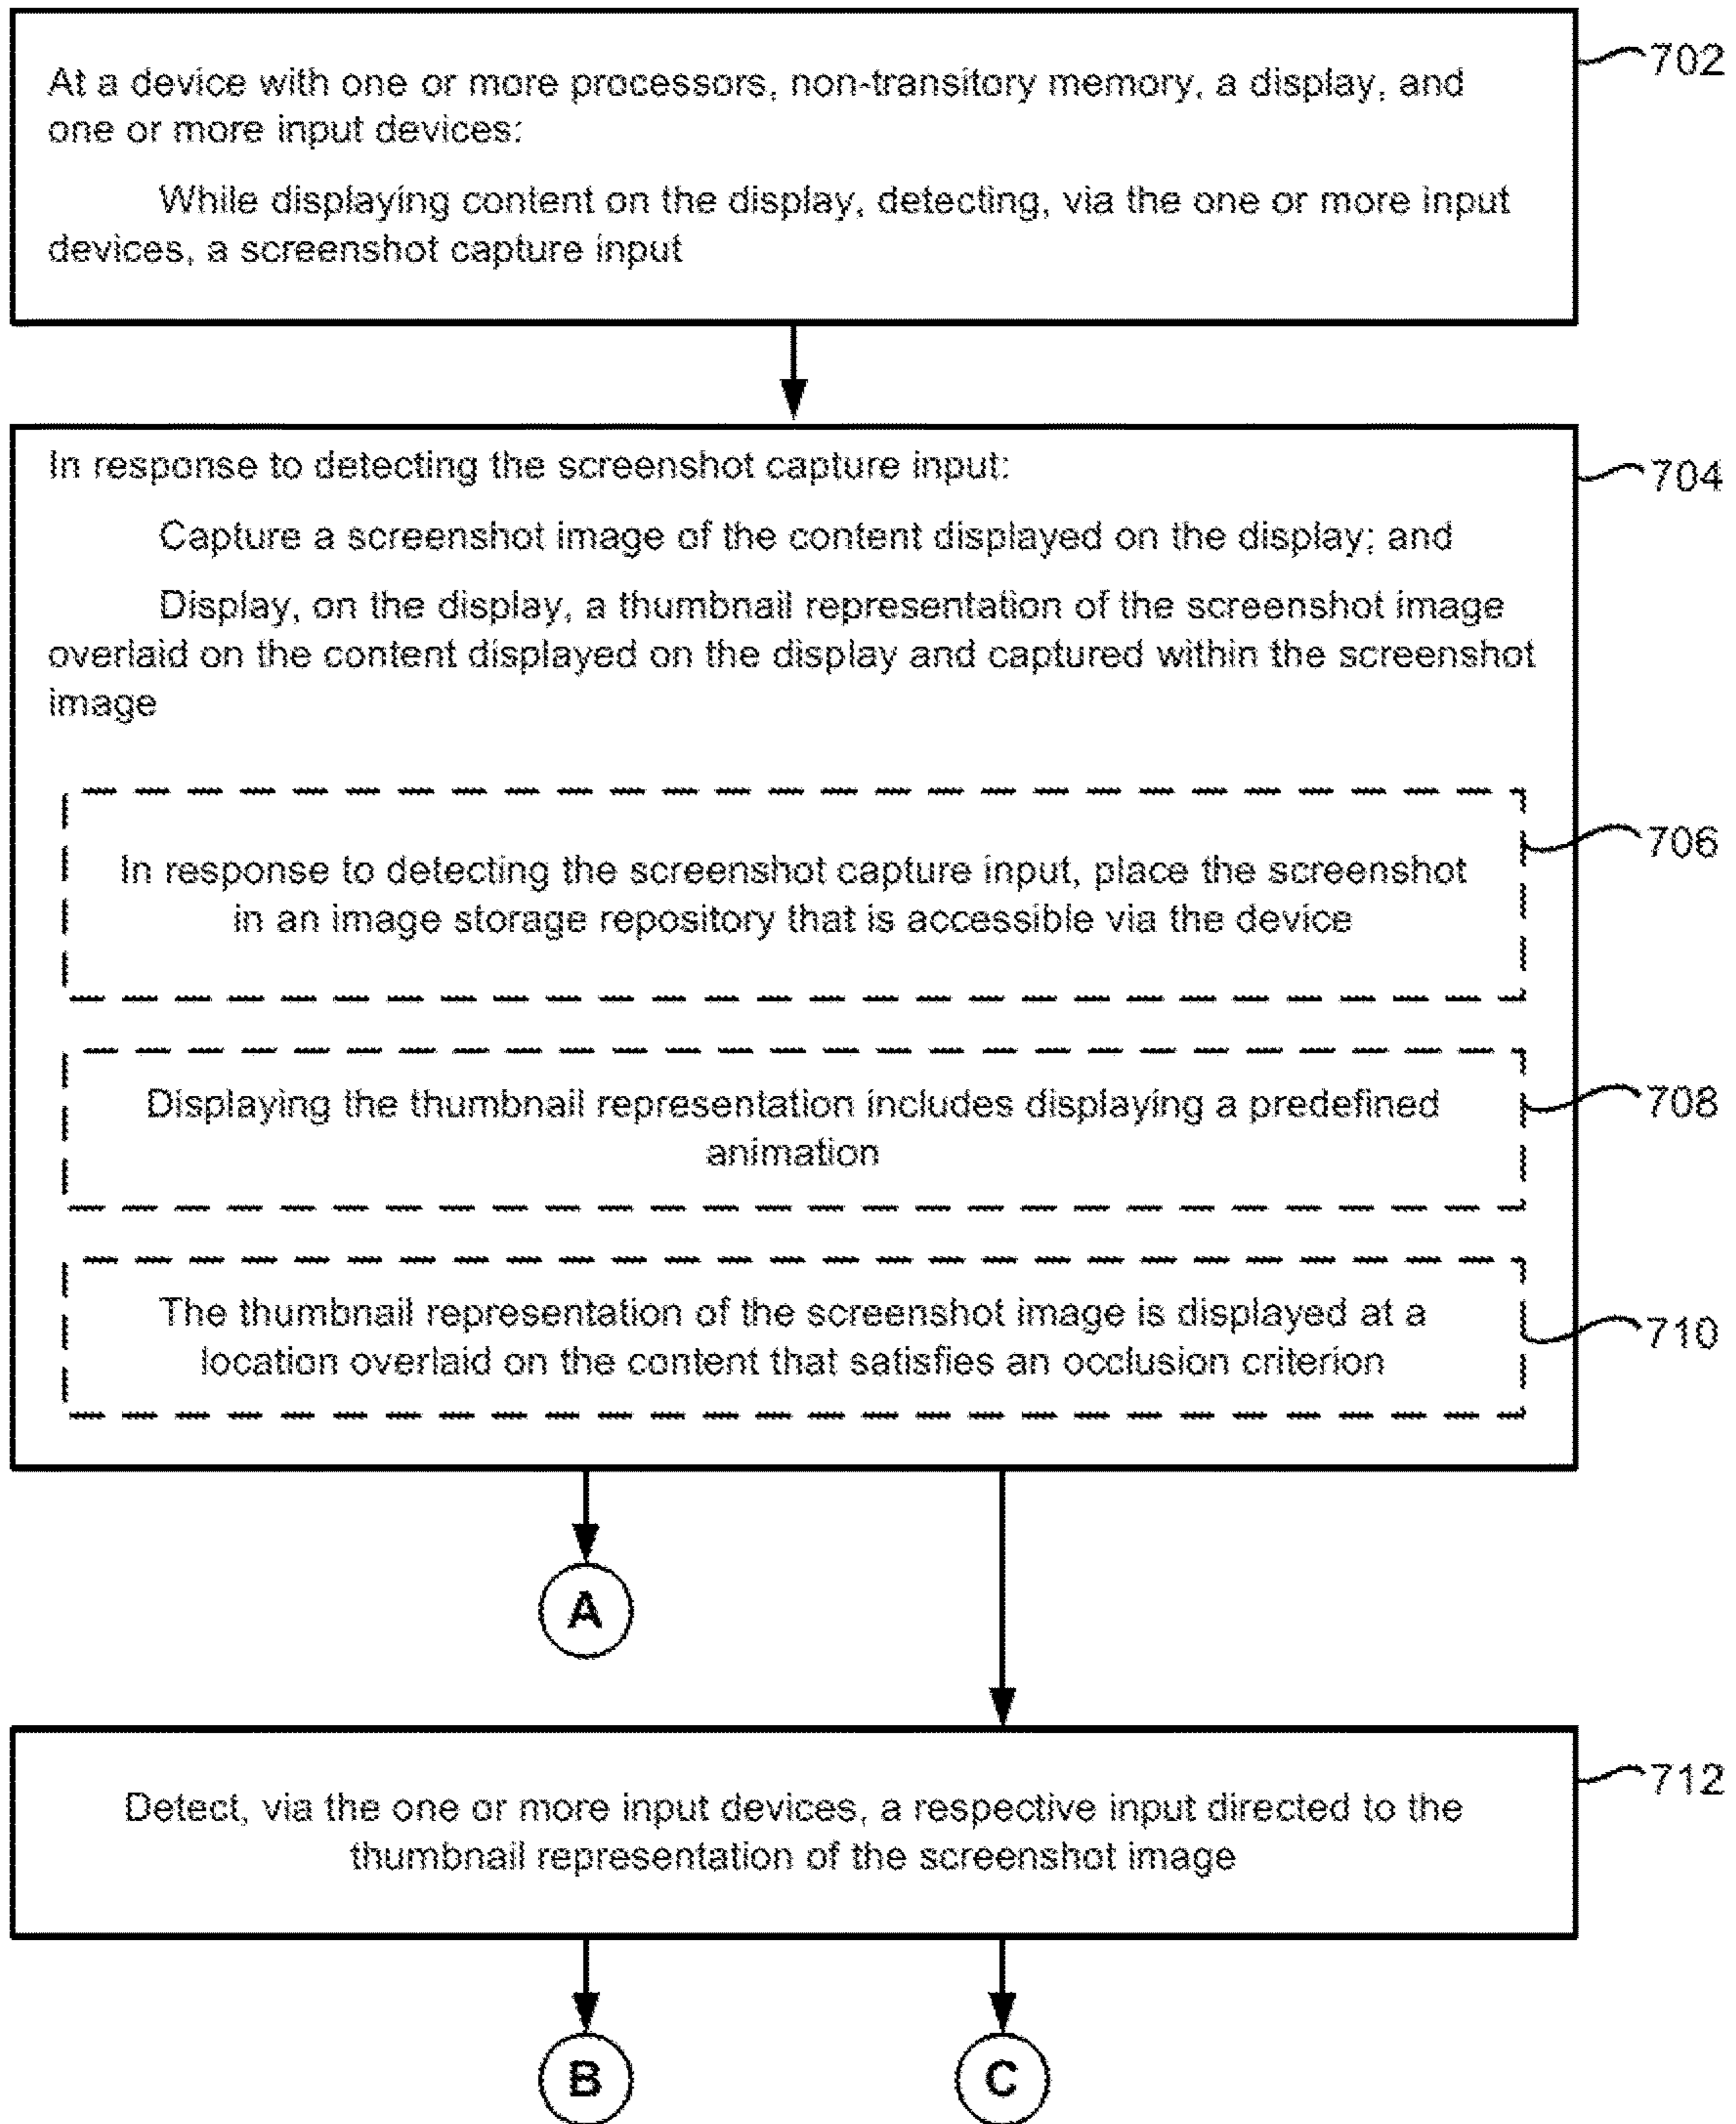 702
At a device with one or more processors, non-transitory memory, a display, and
one or more input devices:
While displaying content on the display, detecting, via the one or more input
devices, a screenshot capture input
704
In response to detecting the screenshot capture input:
Capture a screenshot image of the content displayed on the display; and
Display, on the display, a thumbnail representation of the screenshot image
overlaid on the content displayed on the display and captured within the screenshot
image
706
In response to detecting the screenshot capture input, place the screenshot
in an image storage repository that is accessible via the device
708
Displaying the thumbnail representation includes displaying a predefined
animation
710
The thumbnail representation of the screenshot image is displayed at a
location overlaid on the content that satisfies an occlusion criterion
A
712
Detect, via the one or more input devices, a respective input directed to the
thumbnail representation of the screenshot image
B
C